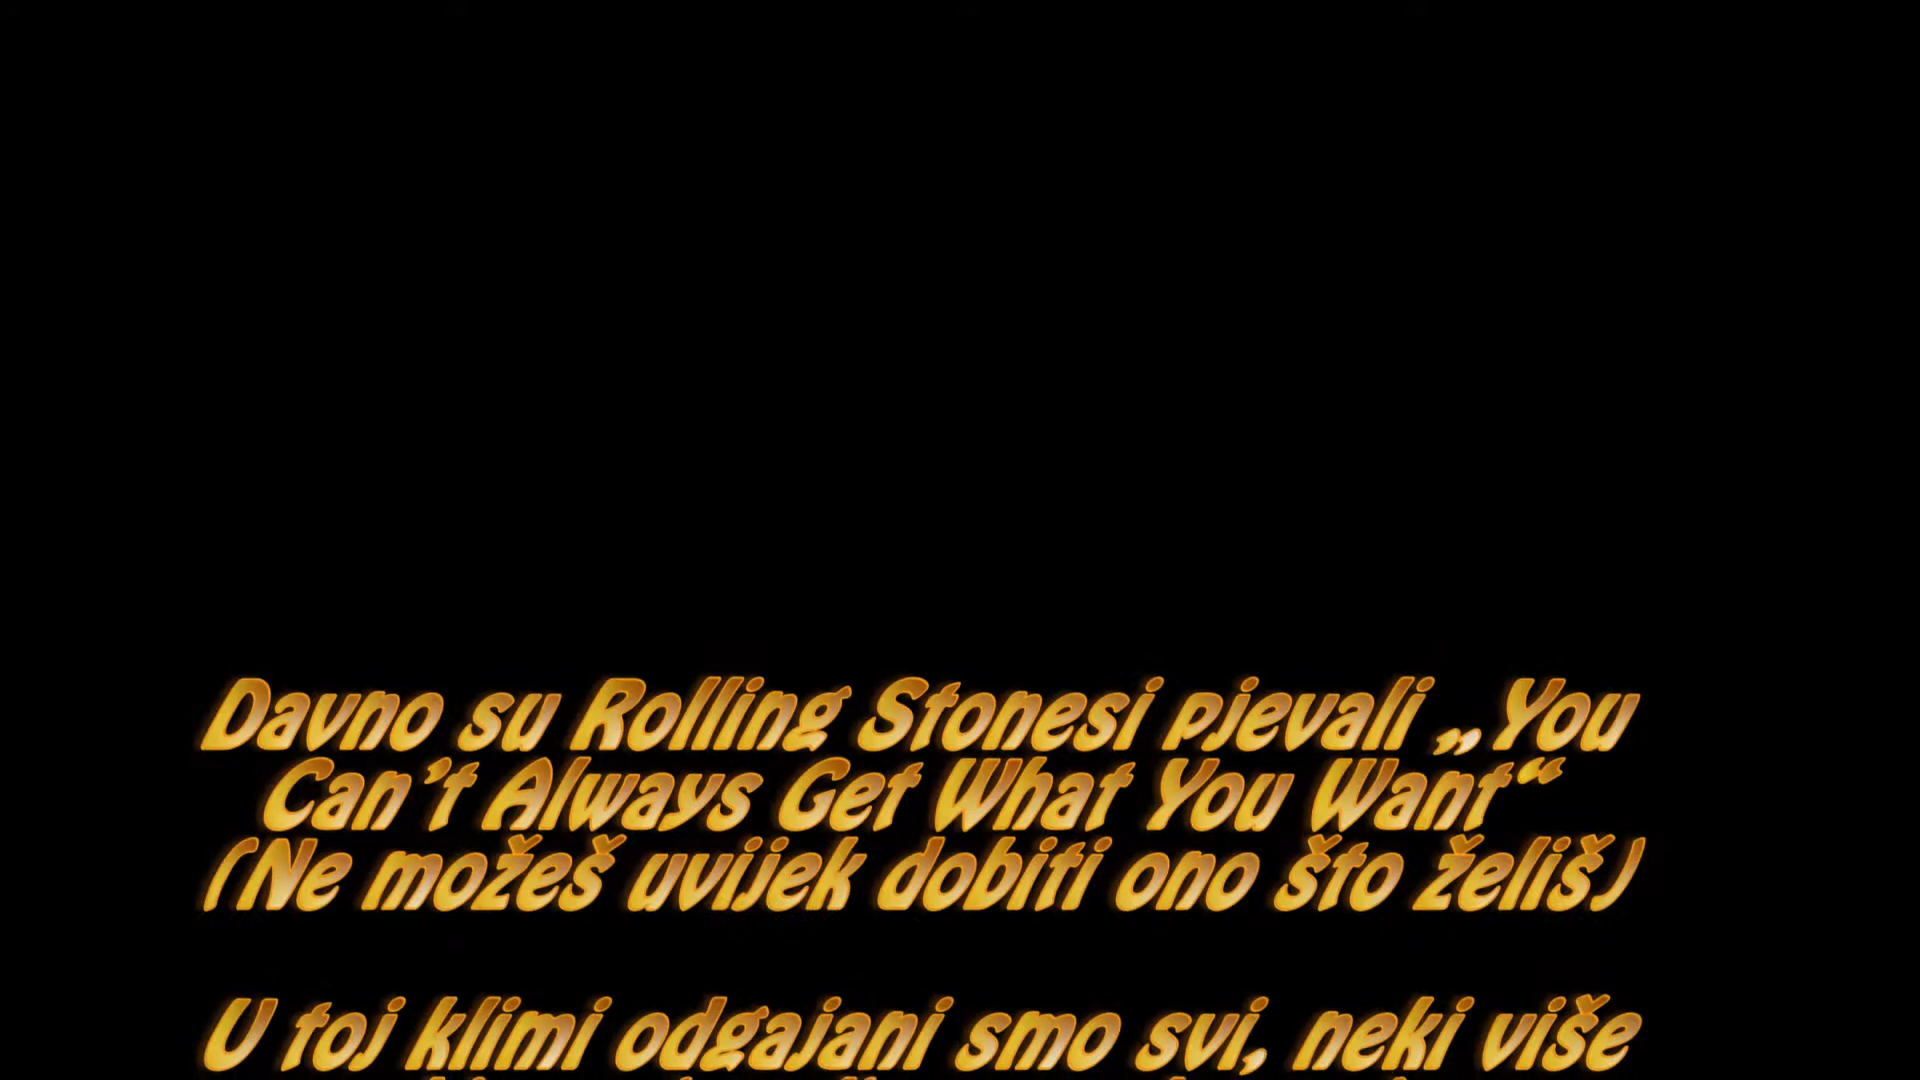 Davno su Rolling Stonesi pjevali „You
Can’t Always Get What You Want“
(Ne možeš uvijek dobiti ono što želiš)
U toj klimi odgajani smo svi, neki više